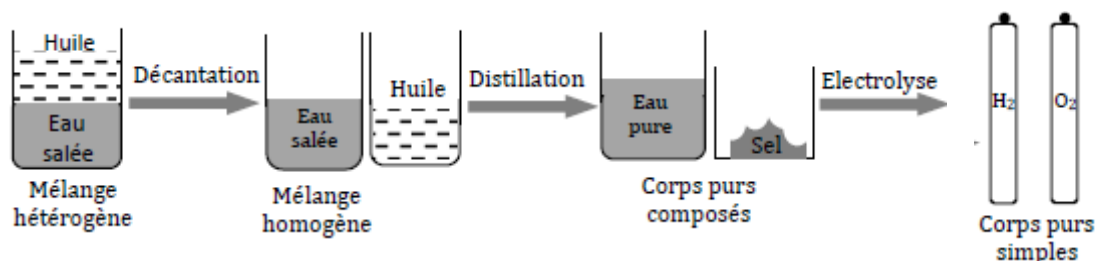 Huile
Eau
salée
Mélange
hétérogène
Décantation
Eau
salée
Huile
Mélange
homogène
Distillation
Eau
pure
Sel
Corps purs
composés
Electrolyse
H₂
O₂
Corps purs
simples